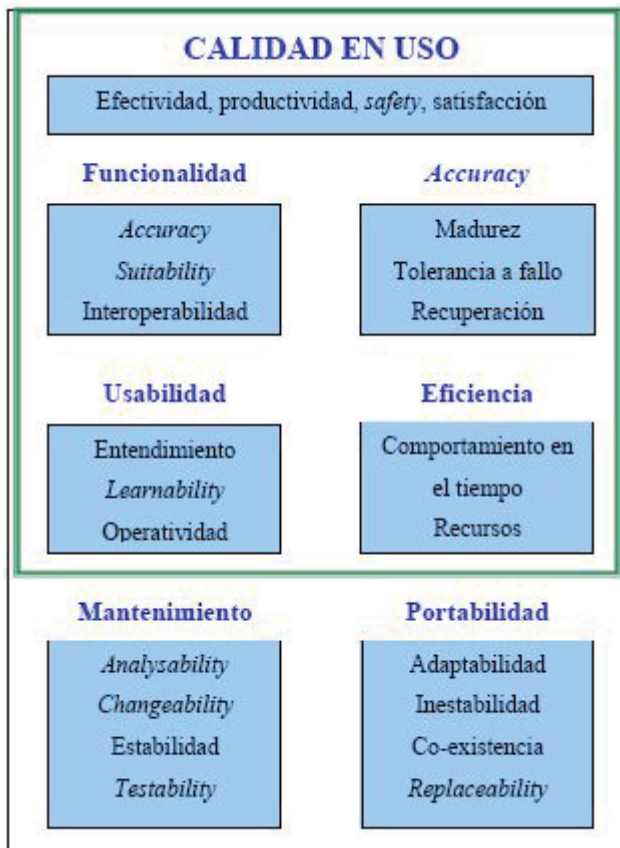 CALIDAD EN USO
Efectividad, productividad, safety, satisfacción
Funcionalidad
Accuracy
Suitability
Interoperabilidad
Accuracy
Madurez
Tolerancia a fallo
Recuperación
Usabilidad
Entendimiento
Learnability
Operatividad
Eficiencia
Comportamiento en
el tiempo
Recursos
Mantenimiento
Analysability
Changeability
Estabilidad
Testability
Portabilidad
Adaptabilidad
Inestabilidad
Co-existencia
Replaceability